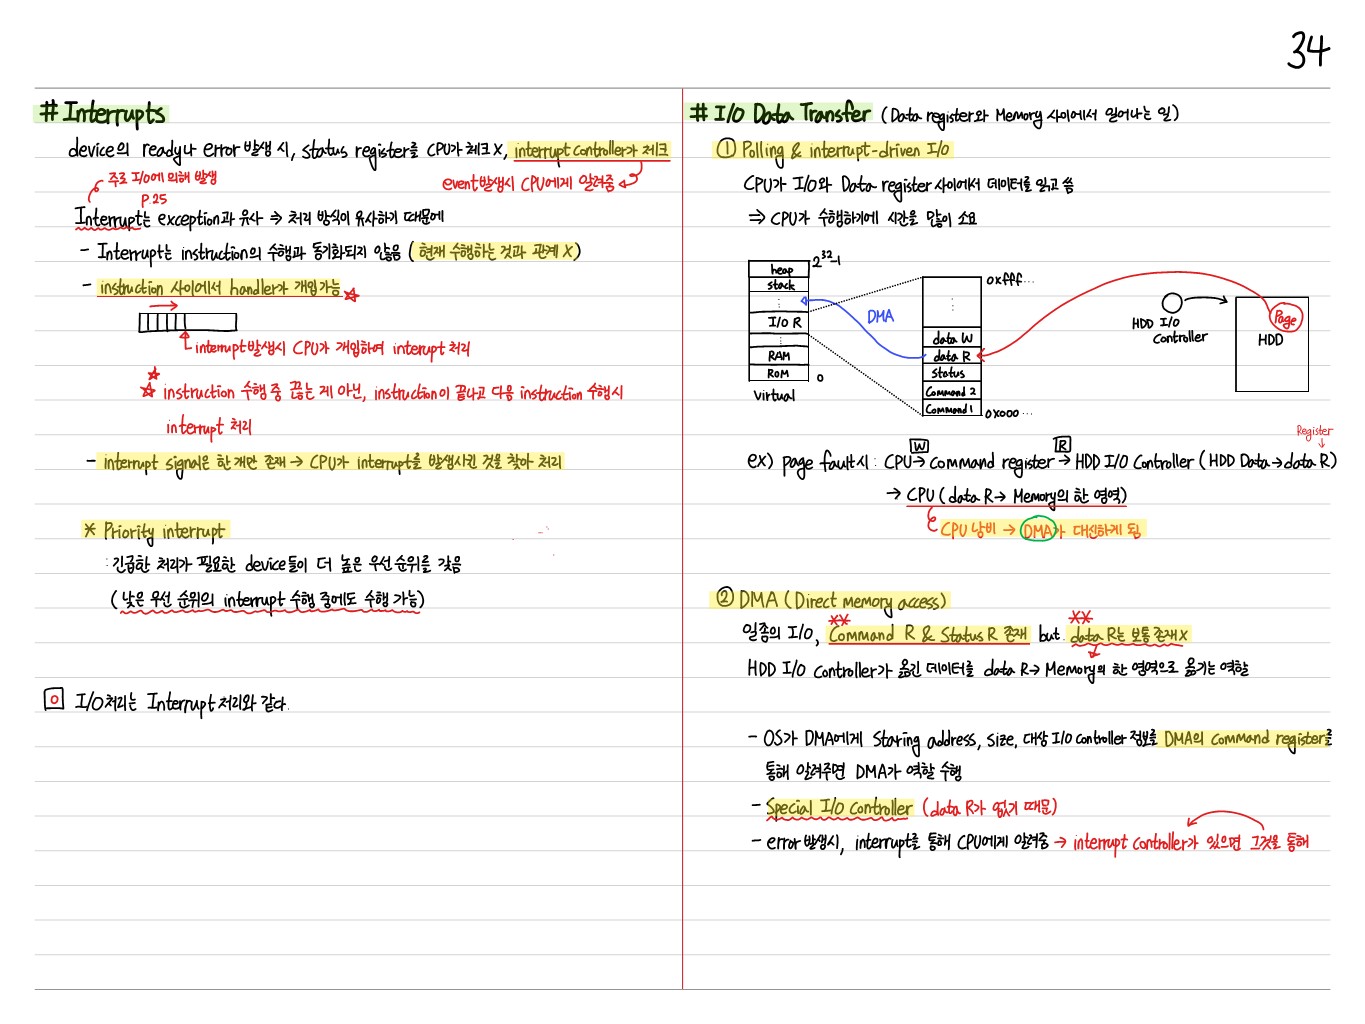 34
# Interrupts
device의 ready나 error 발생 시, Status register를 CPU가 체크 X, interrupt controller가 체크
주로 I/O에 의해 발생
event발생시 CPU에게 알려줌
P.25
Interrupt는 exception과 유사 ⇒ 처리 방식이 유사하기 때문에
- Interrupt는 instruction의 수행과 동기화되지 않음 (현재 수행하는 것과 관계 X)
- instruction 사이에서 handler가 개입가능 ☆
interrupt발생시 CPU가 개입하여 interrupt 처리
☆ instruction 수행 중 끊는 게 아닌, instruction이 끝나고 다음 instruction 수행시
interrupt 처리
- interrupt signal은 한개만 존재 → CPU가 interrupt를 발생시킨 것을 찾아 처리
* Priority interrupt
: 긴급한 처리가 필요한 device들이 더 높은 우선 순위를 갖음
(낮은 우선 순위의 interrupt 수행 중에도 수행 가능)
I/O처리는 Interrupt 처리와 같다.
# I/O Data Transfer (Data register와 Memory 사이에서 일어나는 일)
① Polling & interrupt-driven I/O
CPU가 I/O와 Data register 사이에서 데이터를 읽고 씀
⇒ CPU가 수행하기에 시간을 많이 소요
heap
2^32-1
stack
I/O R
RAM
ROM
0
virtual
DMA
0xfff...
data W
data R
Status
Command 2
Command 1
0x000...
HDD I/O
Controller
Page
HDD
Register
W
R
ex) page fault시 : CPU → command register → HDD I/O Controller (HDD Data → data R)
→ CPU (data R → Memory의 한 영역)
CPU 낭비 → DMA가 대신하게 됨
② DMA (Direct memory access)
일종의 I/O, Command R & Status R 존재 but. data R는 보통 존재 X
HDD I/O Controller가 옮긴 데이터를 data R → Memory의 한 영역으로 옮기는 역할
- OS가 DMA에게 Staring address, size, 대상 I/O controller 정보를 DMA의 Command register를
통해 알려주면 DMA가 역할 수행
- Special I/O Controller (data R가 없기 때문)
- error 발생시, interrupt를 통해 CPU에게 알려줌 → interrupt controller가 있으면 그것을 통해